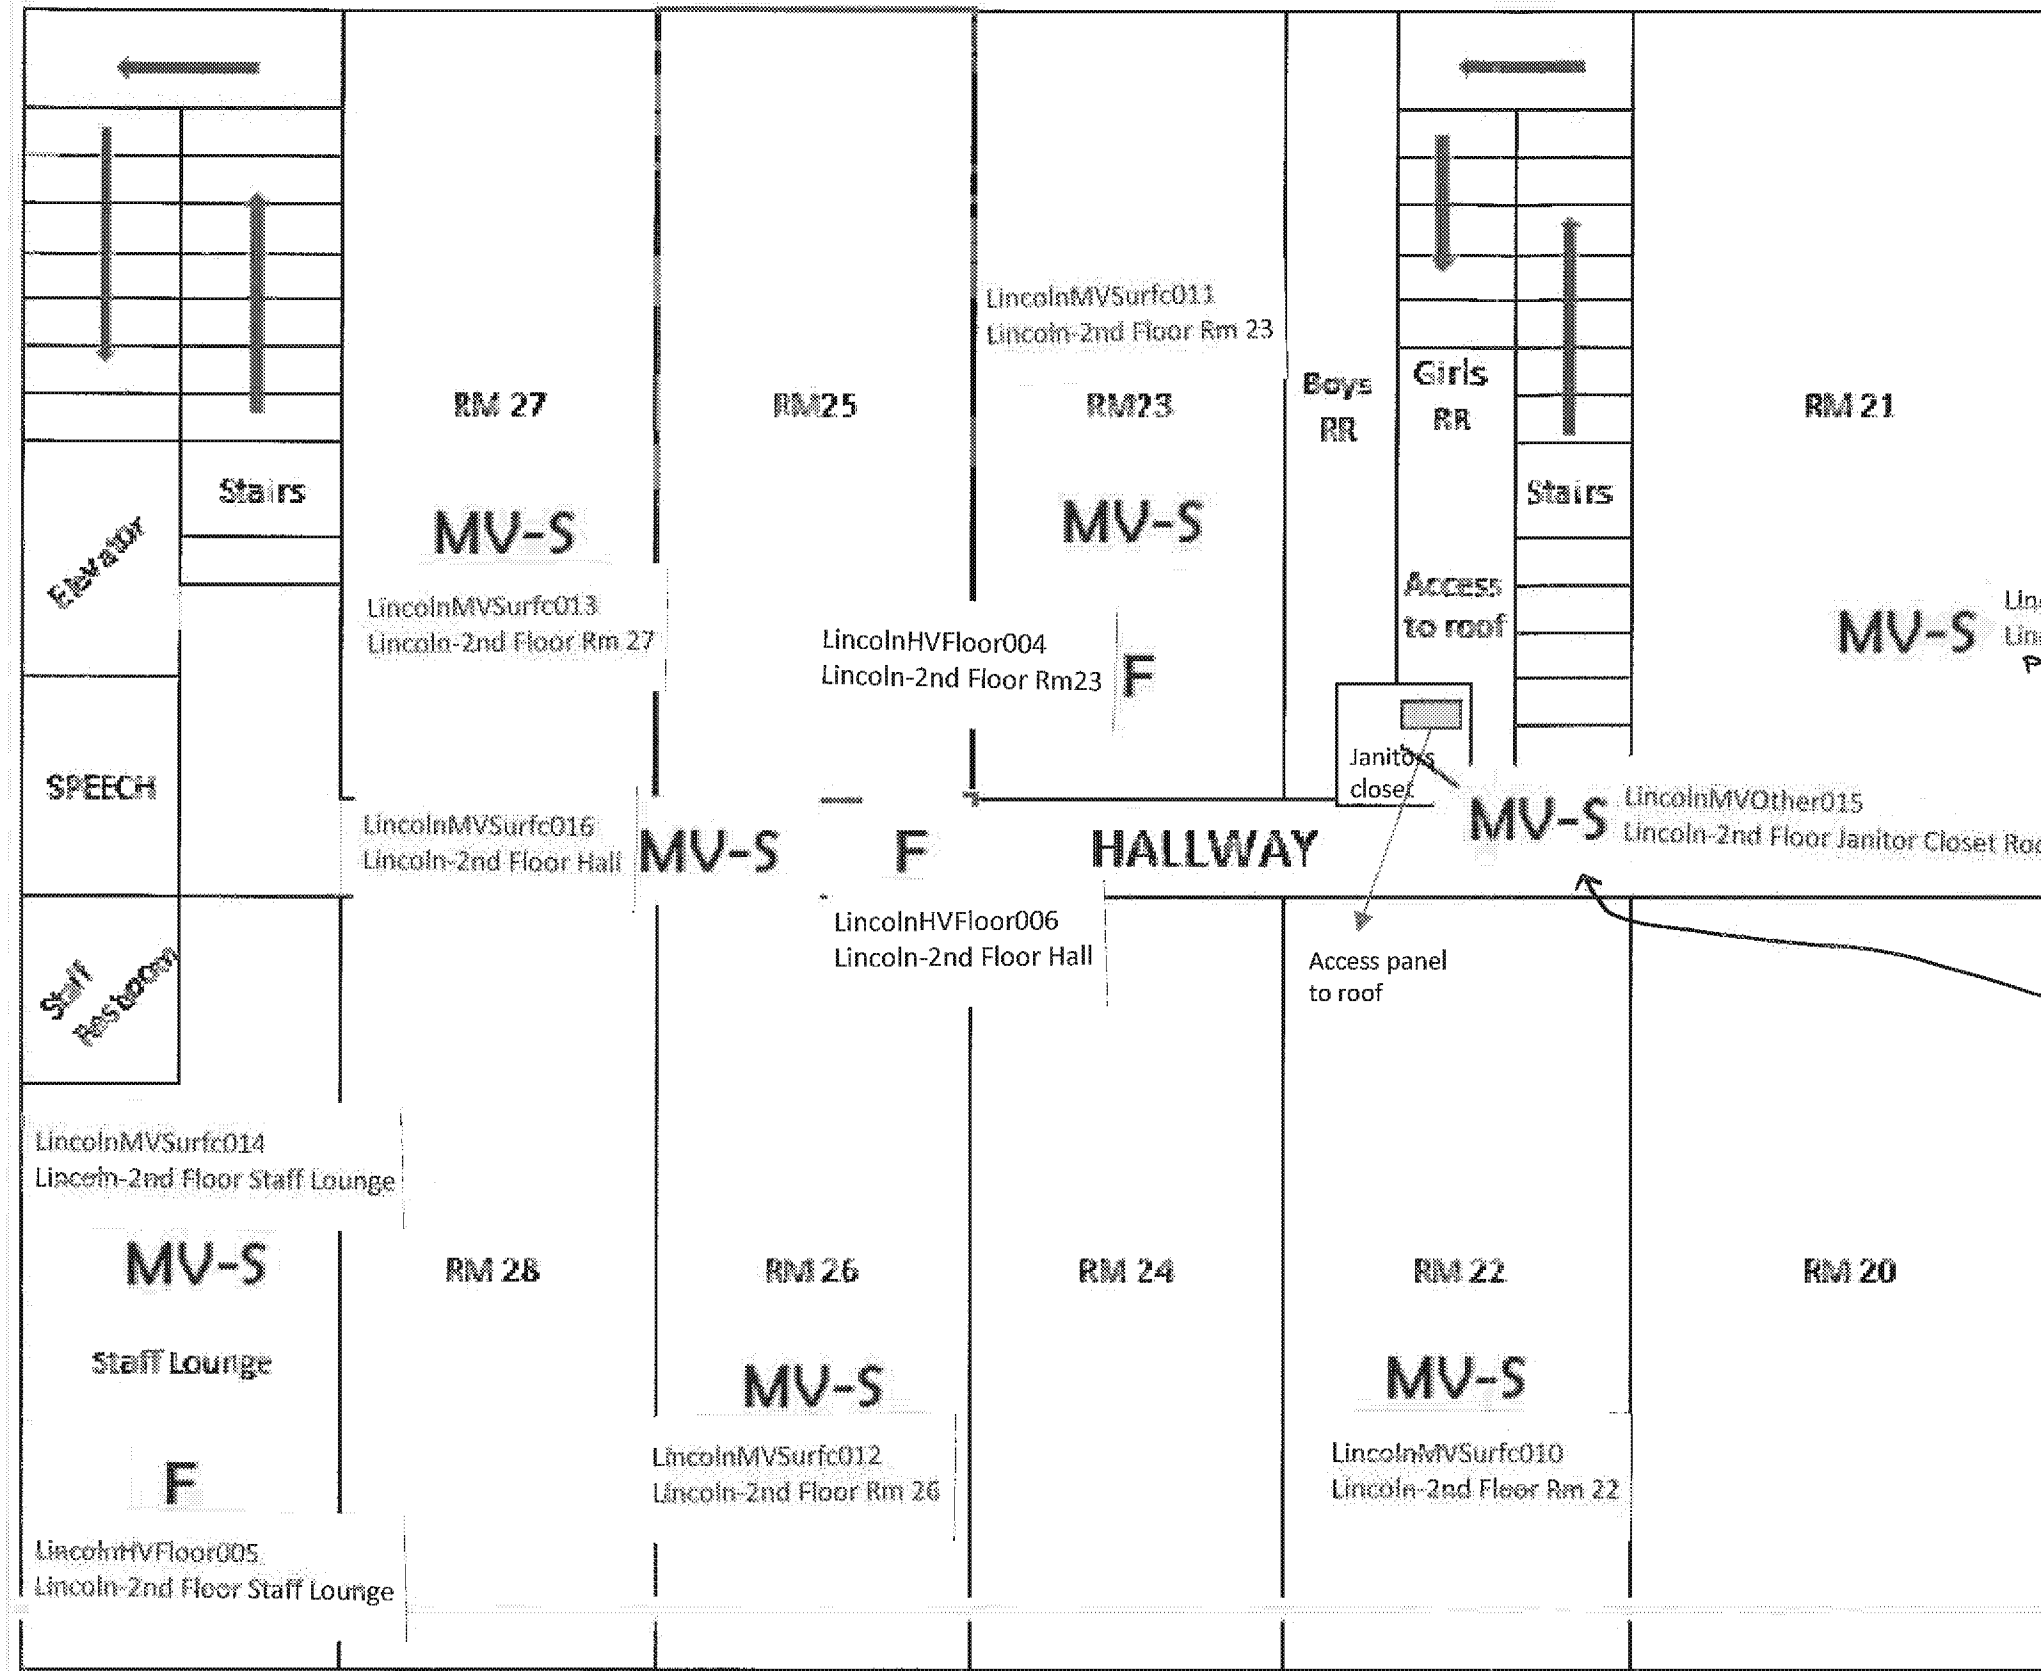 LincolnMVSurfc011
Lincoln-2nd Floor Rm 23
RM 27
RM25
RM23
Boys
RR
Girls
RR
RM 21
Stairs
Stairs
MV-S
MV-S
Elevator
Access
to roof
LincolnMVSurfc013
Lincoln-2nd Floor Rm 27
LincolnHVFloor004
Lincoln-2nd Floor Rm23
F
MV-S
SPEECH
Janitors
closet
LincolnMVSurfc016
Lincoln-2nd Floor Hall
MV-S
F
HALLWAY
MV-S
LincolnMVOther015
Lincoln-2nd Floor Janitor Closet
LincolnHVFloor006
Lincoln-2nd Floor Hall
Access panel
to roof
Staff
Restroom
LincolnMVSurfc014
Lincoln-2nd Floor Staff Lounge
MV-S
RM 28
RM 26
RM 24
RM 22
RM 20
Staff Lounge
MV-S
MV-S
F
LincolnMVSurfc012
Lincoln-2nd Floor Rm 26
LincolnMVSurfc010
Lincoln-2nd Floor Rm 22
LincolnHVFloor005
Lincoln-2nd Floor Staff Lounge